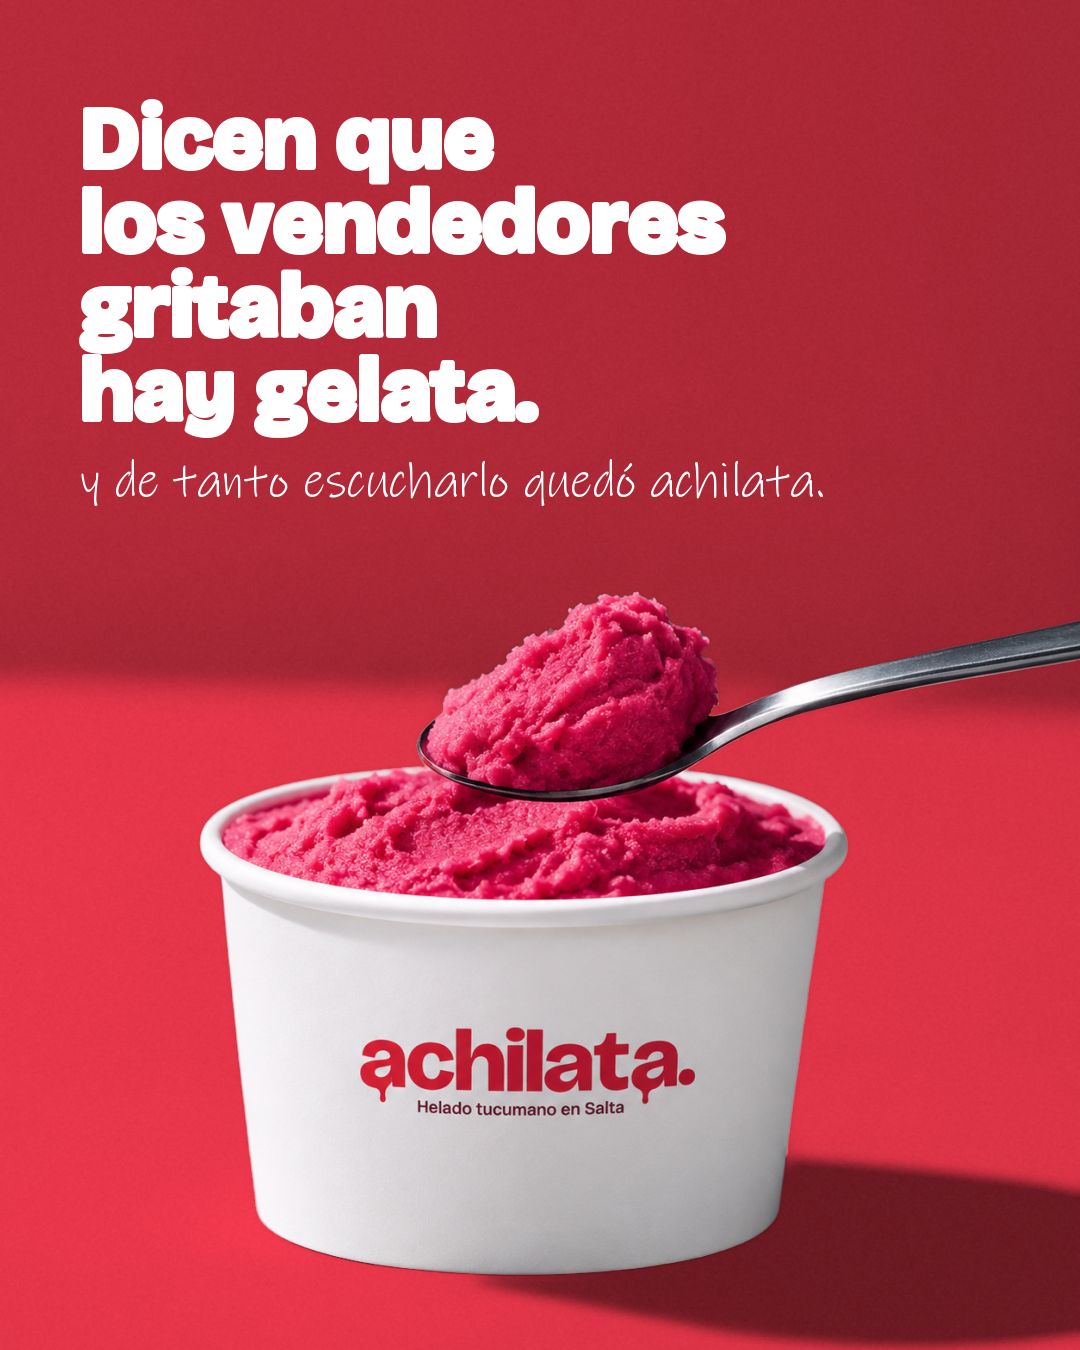 Dicen que
los vendedores
gritaban
hay gelata.
y de tanto escucharlo quedó achilata.
achilata.
Helado tucumano en Salta